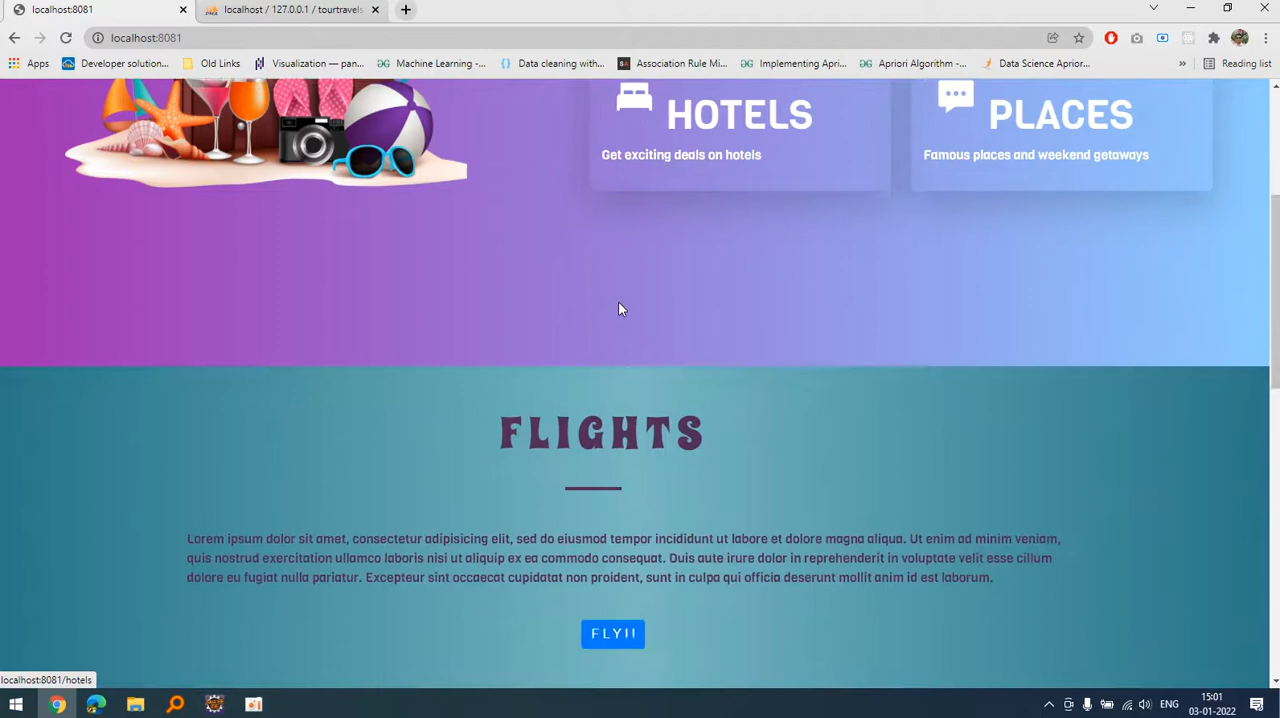 localhost:8081
localhost / 127.0.0.1 / tourtravels
localhost:8081
Apps
Developer solution...
Old Links
Visualization — pan...
Machine Learning -...
Data cleaning with...
Association Rule Mi...
Implementing Apri...
Apriori Algorithm -...
Data Science Aprior...
»
Reading list
HOTELS
PLACES
Get exciting deals on hotels
Famous places and weekend getaways
FLIGHTS
Lorem ipsum dolor sit amet, consectetur adipisicing elit, sed do eiusmod tempor incididunt ut labore et dolore magna aliqua. Ut enim ad minim veniam,
quis nostrud exercitation ullamco laboris nisi ut aliquip ex ea commodo consequat. Duis aute irure dolor in reprehenderit in voluptate velit esse cillum
dolore eu fugiat nulla pariatur. Excepteur sint occaecat cupidatat non proident, sunt in culpa qui officia deserunt mollit anim id est laborum.
FLY!!
localhost:8081/hotels
ENG
15:01
03-01-2022